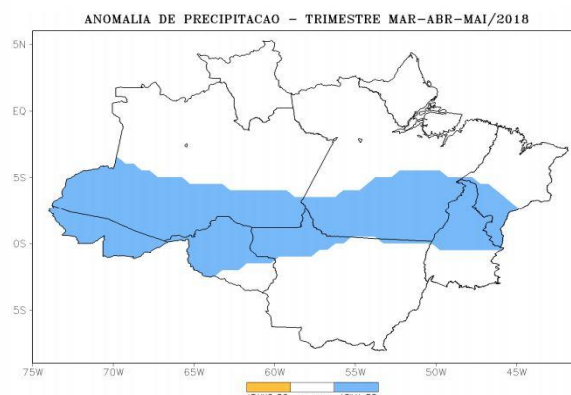 ANOMALIA DE PRECIPITACAO – TRIMESTRE MAR-ABR-MAI/2018
5N
EQ
5S
0S
5S
75W 70W 65W 60W 55W 50W 45W